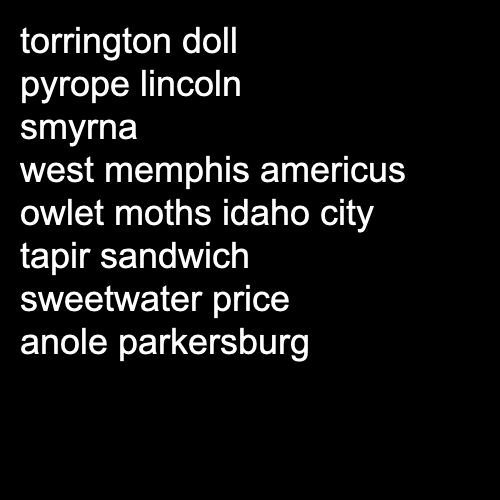 torrington doll
pyrope lincoln
smyrna
west memphis americus
owlet moths idaho city
tapir sandwich
sweetwater price
anole parkersburg